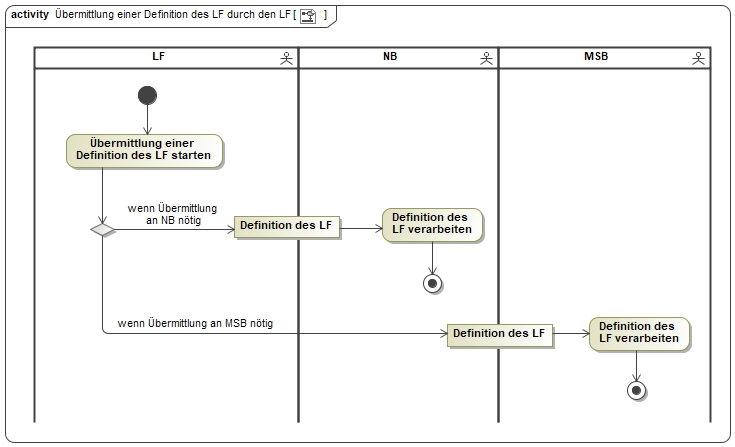 activity Übermittlung einer Definition des LF durch den LF [ ]
LF
NB
MSB
Übermittlung einer
Definition des LF starten
wenn Übermittlung
an NB nötig
Definition des LF
Definition des
LF verarbeiten
wenn Übermittlung an MSB nötig
Definition des LF
Definition des
LF verarbeiten